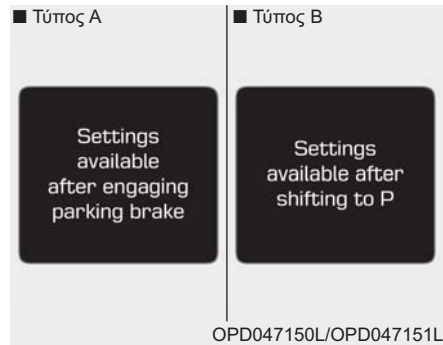 ■ Τύπος A
Settings
available
after engaging
parking brake
■ Τύπος B
Settings
available after
shifting to P
OPD047150L/OPD047151L